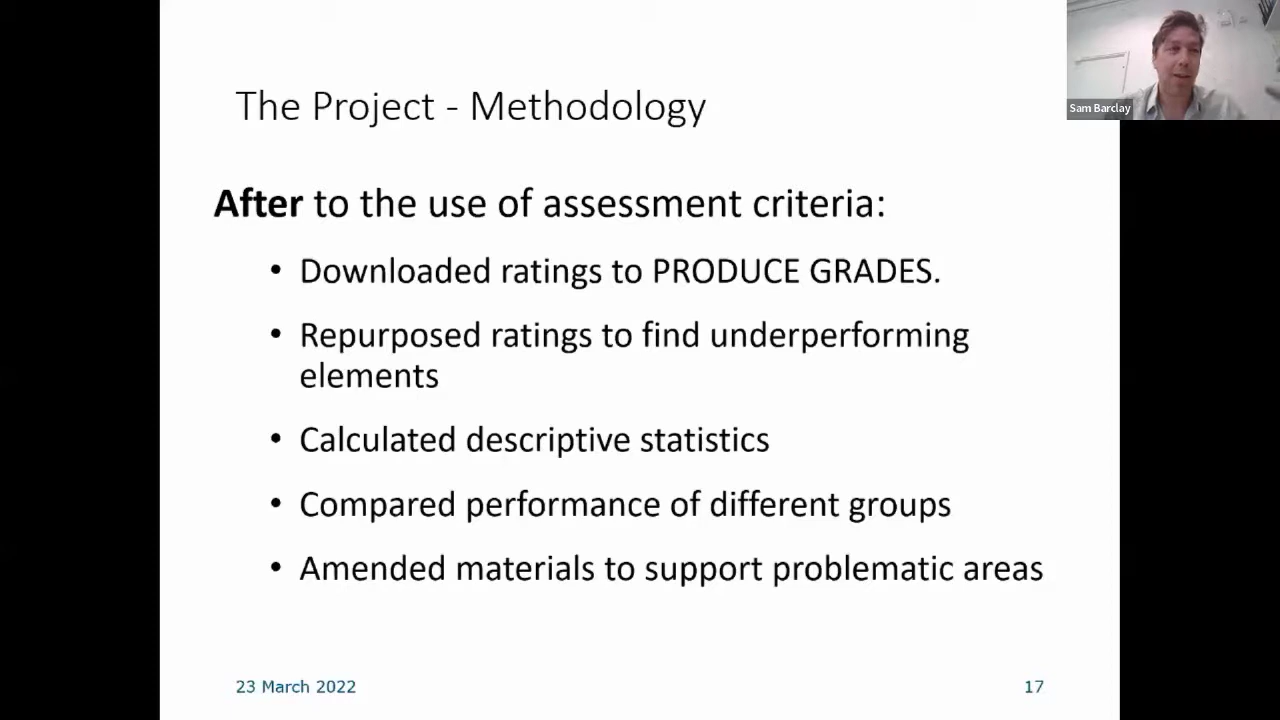 The Project - Methodology
Sam Barclay
After to the use of assessment criteria:
• Downloaded ratings to PRODUCE GRADES.
• Repurposed ratings to find underperforming
elements
• Calculated descriptive statistics
• Compared performance of different groups
• Amended materials to support problematic areas
23 March 2022
17